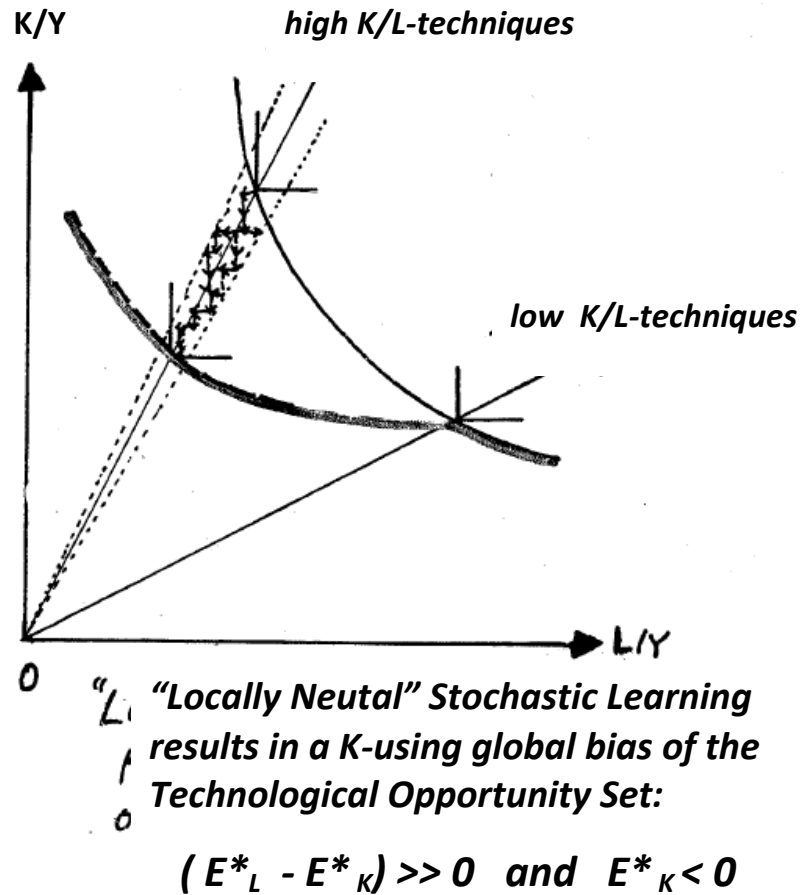 K/Y
high K/L-techniques
low K/L-techniques
L/Y
0
“Locally Neutal” Stochastic Learning
results in a K-using global bias of the
Technological Opportunity Set:
( E*L - E*K) >> 0 and E*K < 0